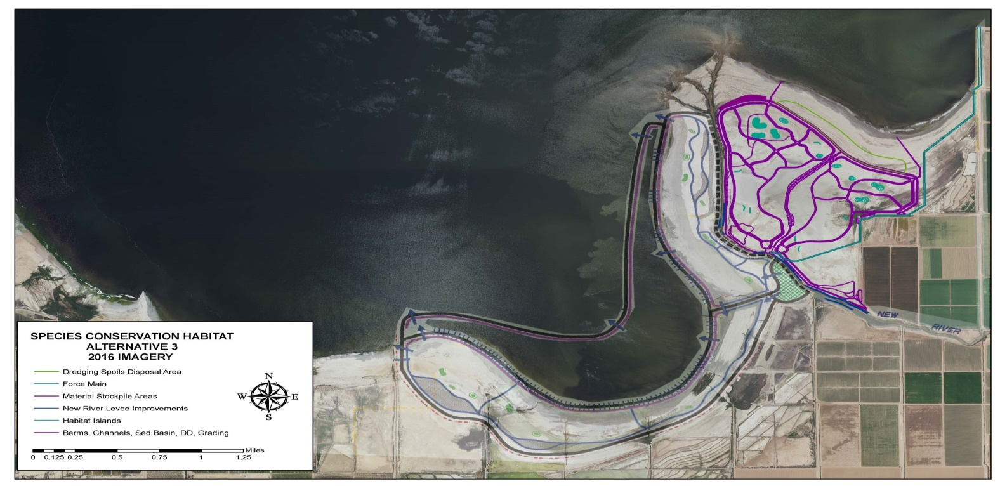 SPECIES CONSERVATION HABITAT
ALTERNATIVE 3
2016 IMAGERY
Dredging Spoils Disposal Area
Force Main
Material Stockpile Areas
New River Levee Improvements
Habitat Islands
Berms, Channels, Sed Basin, DD, Grading
N
W E
S
Miles
0 0.125 0.25 0.5 0.75 1 1.25
NEW
RIVER